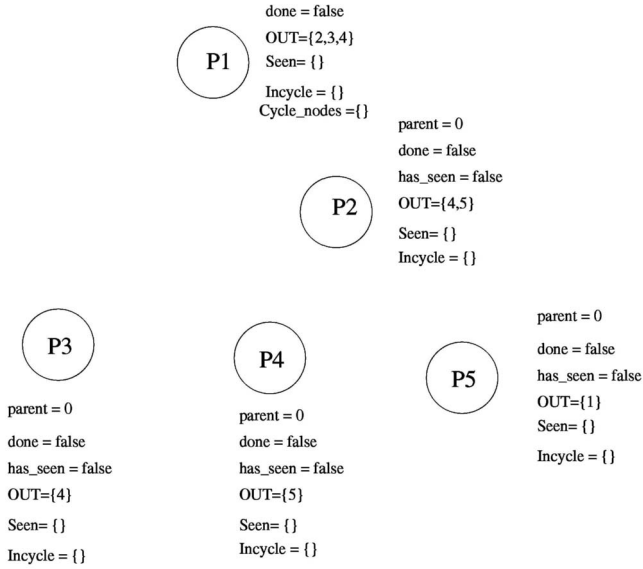 P1
done = false
OUT={2,3,4}
Seen= {}
Incycle = {}
Cycle_nodes ={}
P2
parent = 0
done = false
has_seen = false
OUT={4,5}
Seen= {}
Incycle = {}
P3
parent = 0
done = false
has_seen = false
OUT={4}
Seen= {}
Incycle = {}
P4
parent = 0
done = false
has_seen = false
OUT={5}
Seen= {}
Incycle = {}
P5
parent = 0
done = false
has_seen = false
OUT={1}
Seen= {}
Incycle = {}